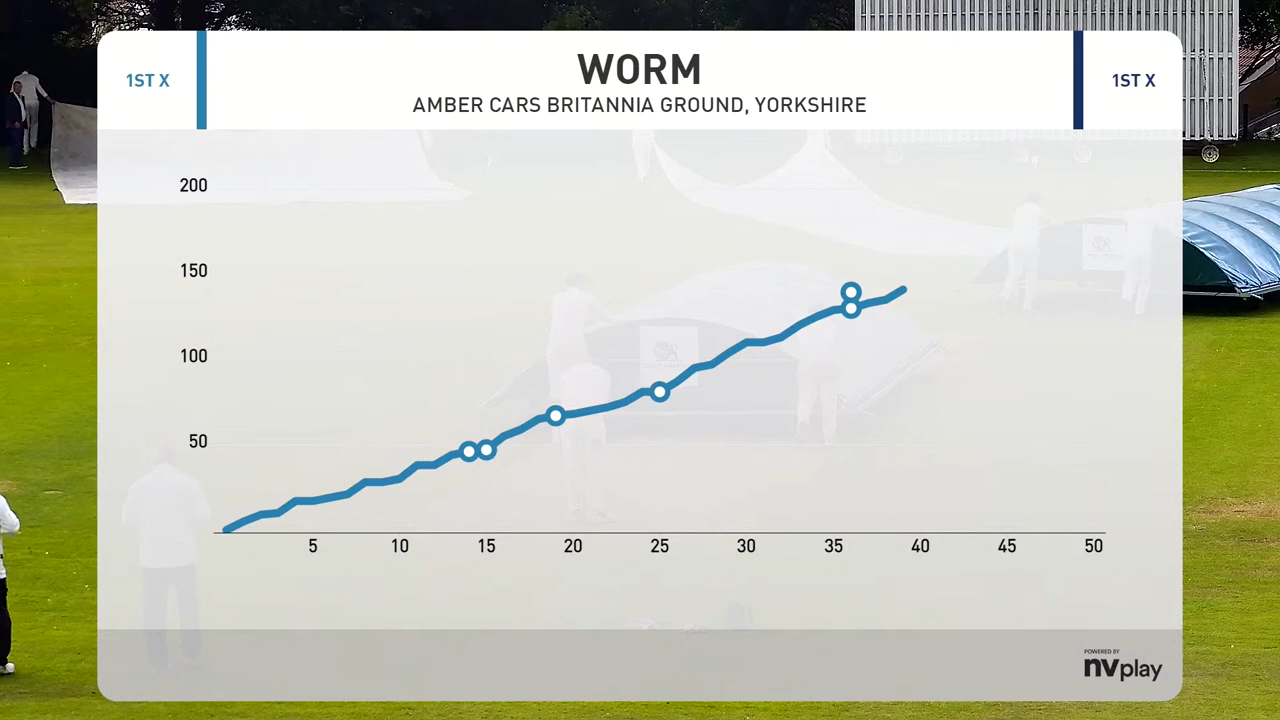 1ST X
WORM
AMBER CARS BRITANNIA GROUND, YORKSHIRE
1ST X
200
150
100
50
5 10 15 20 25 30 35 40 45 50
POWERED BY
nvplay